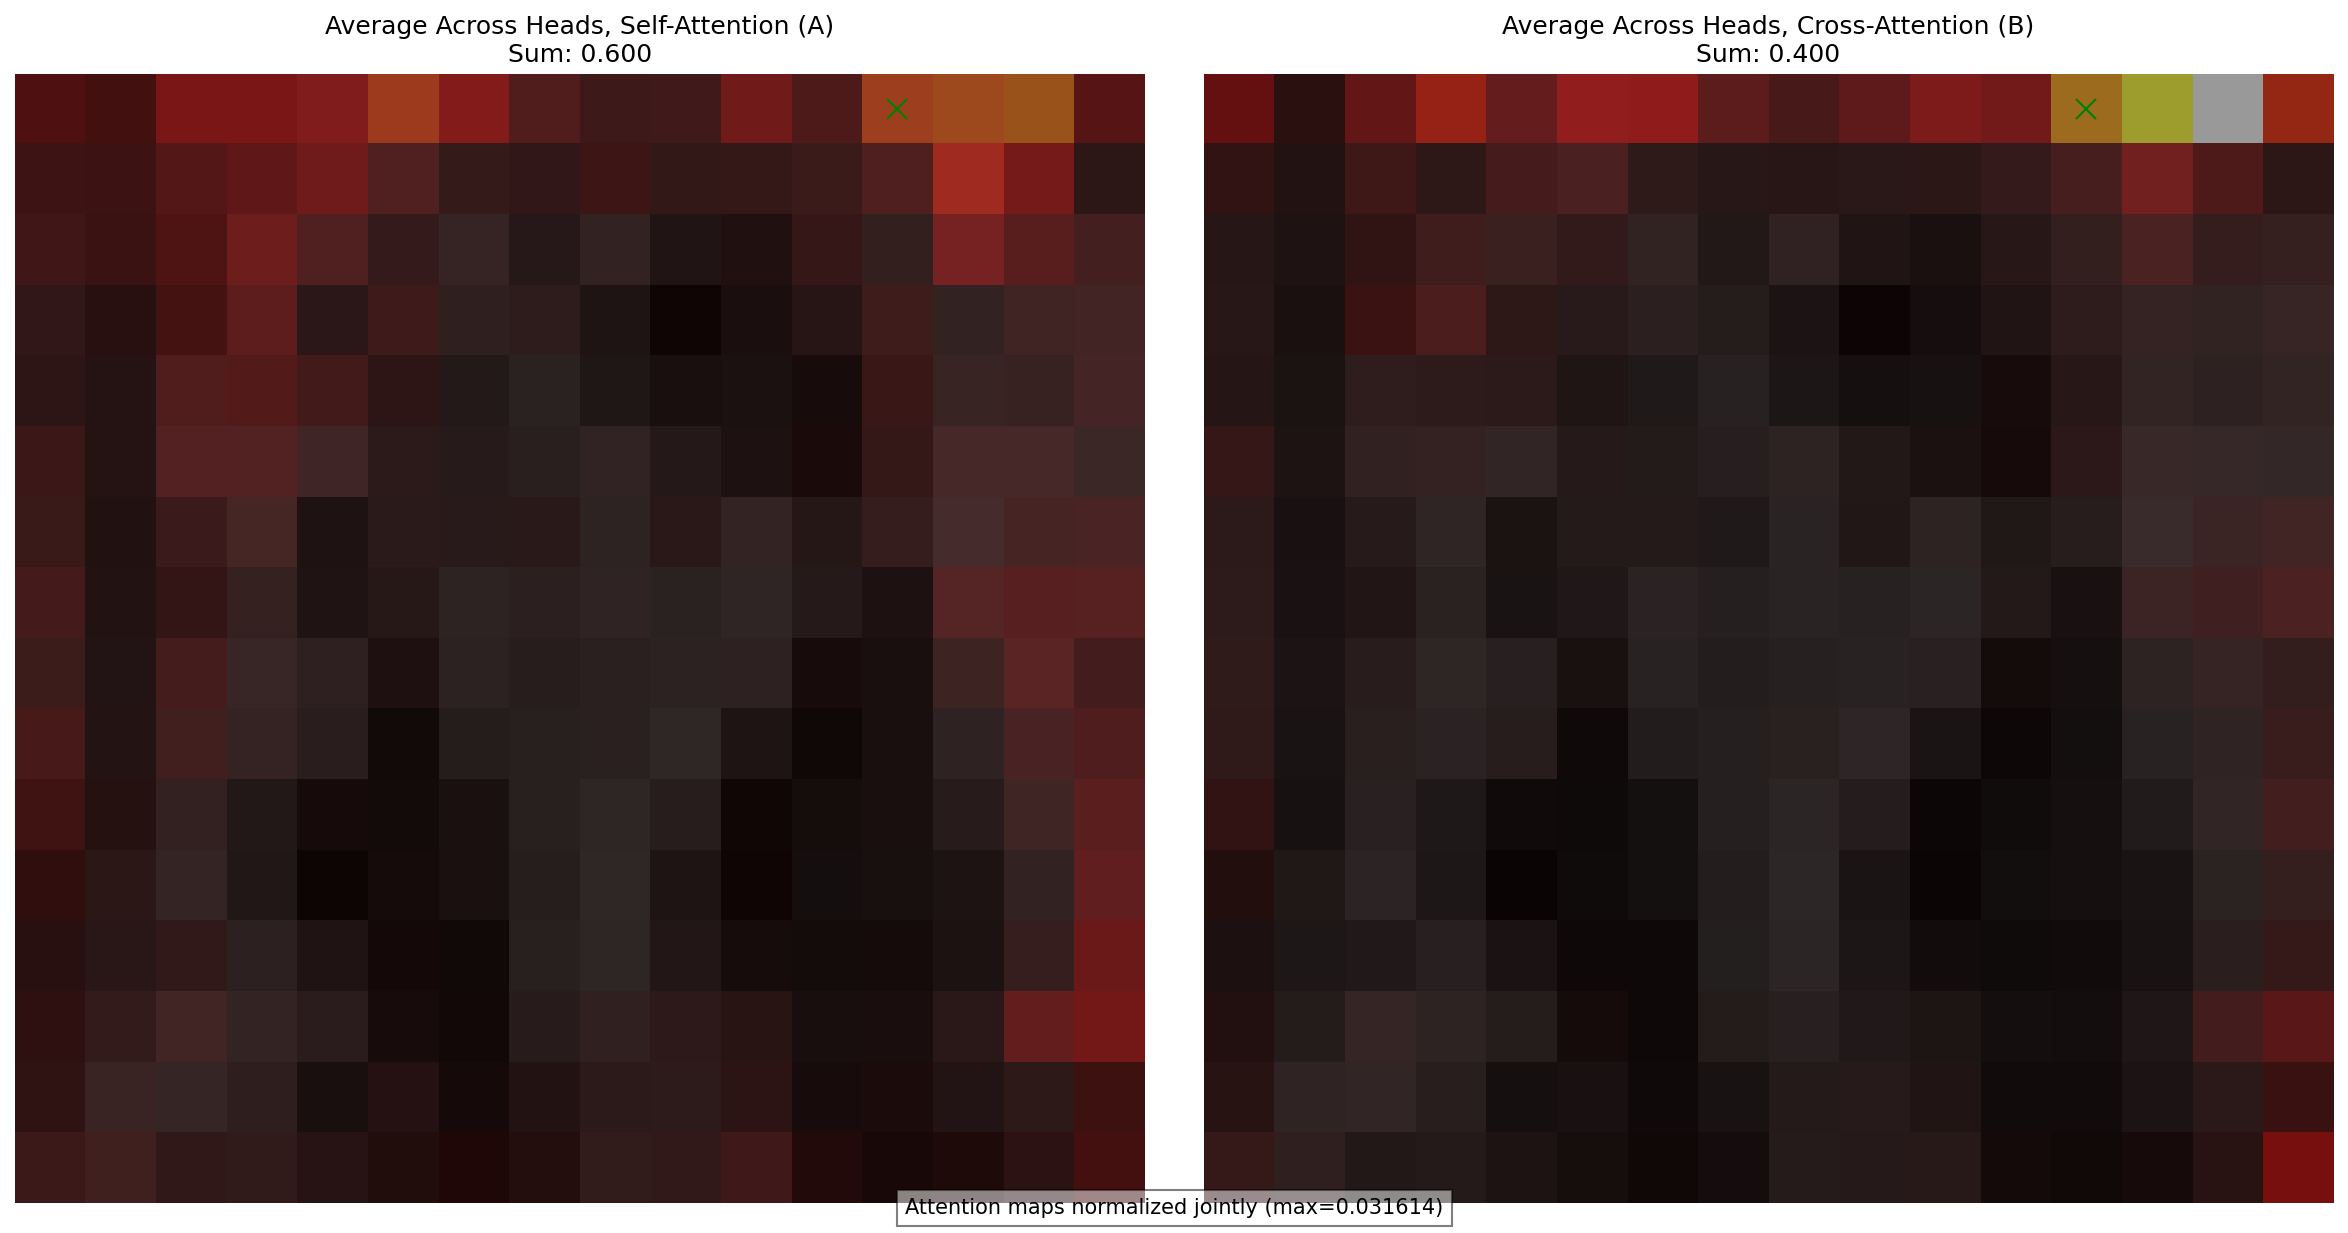 Average Across Heads, Self-Attention (A)
Sum: 0.600
Average Across Heads, Cross-Attention (B)
Sum: 0.400
Attention maps normalized jointly (max=0.031614)